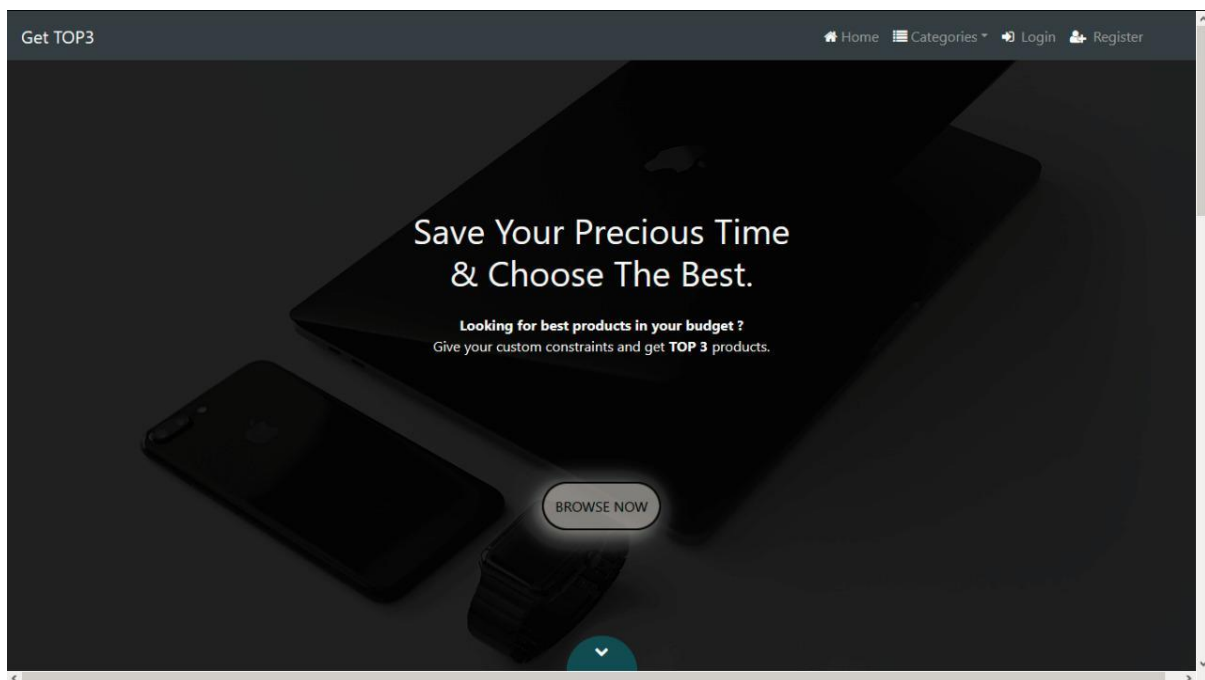 Get TOP3
Home Categories Login Register
Save Your Precious Time
& Choose The Best.
Looking for best products in your budget ?
Give your custom constraints and get TOP 3 products.
BROWSE NOW